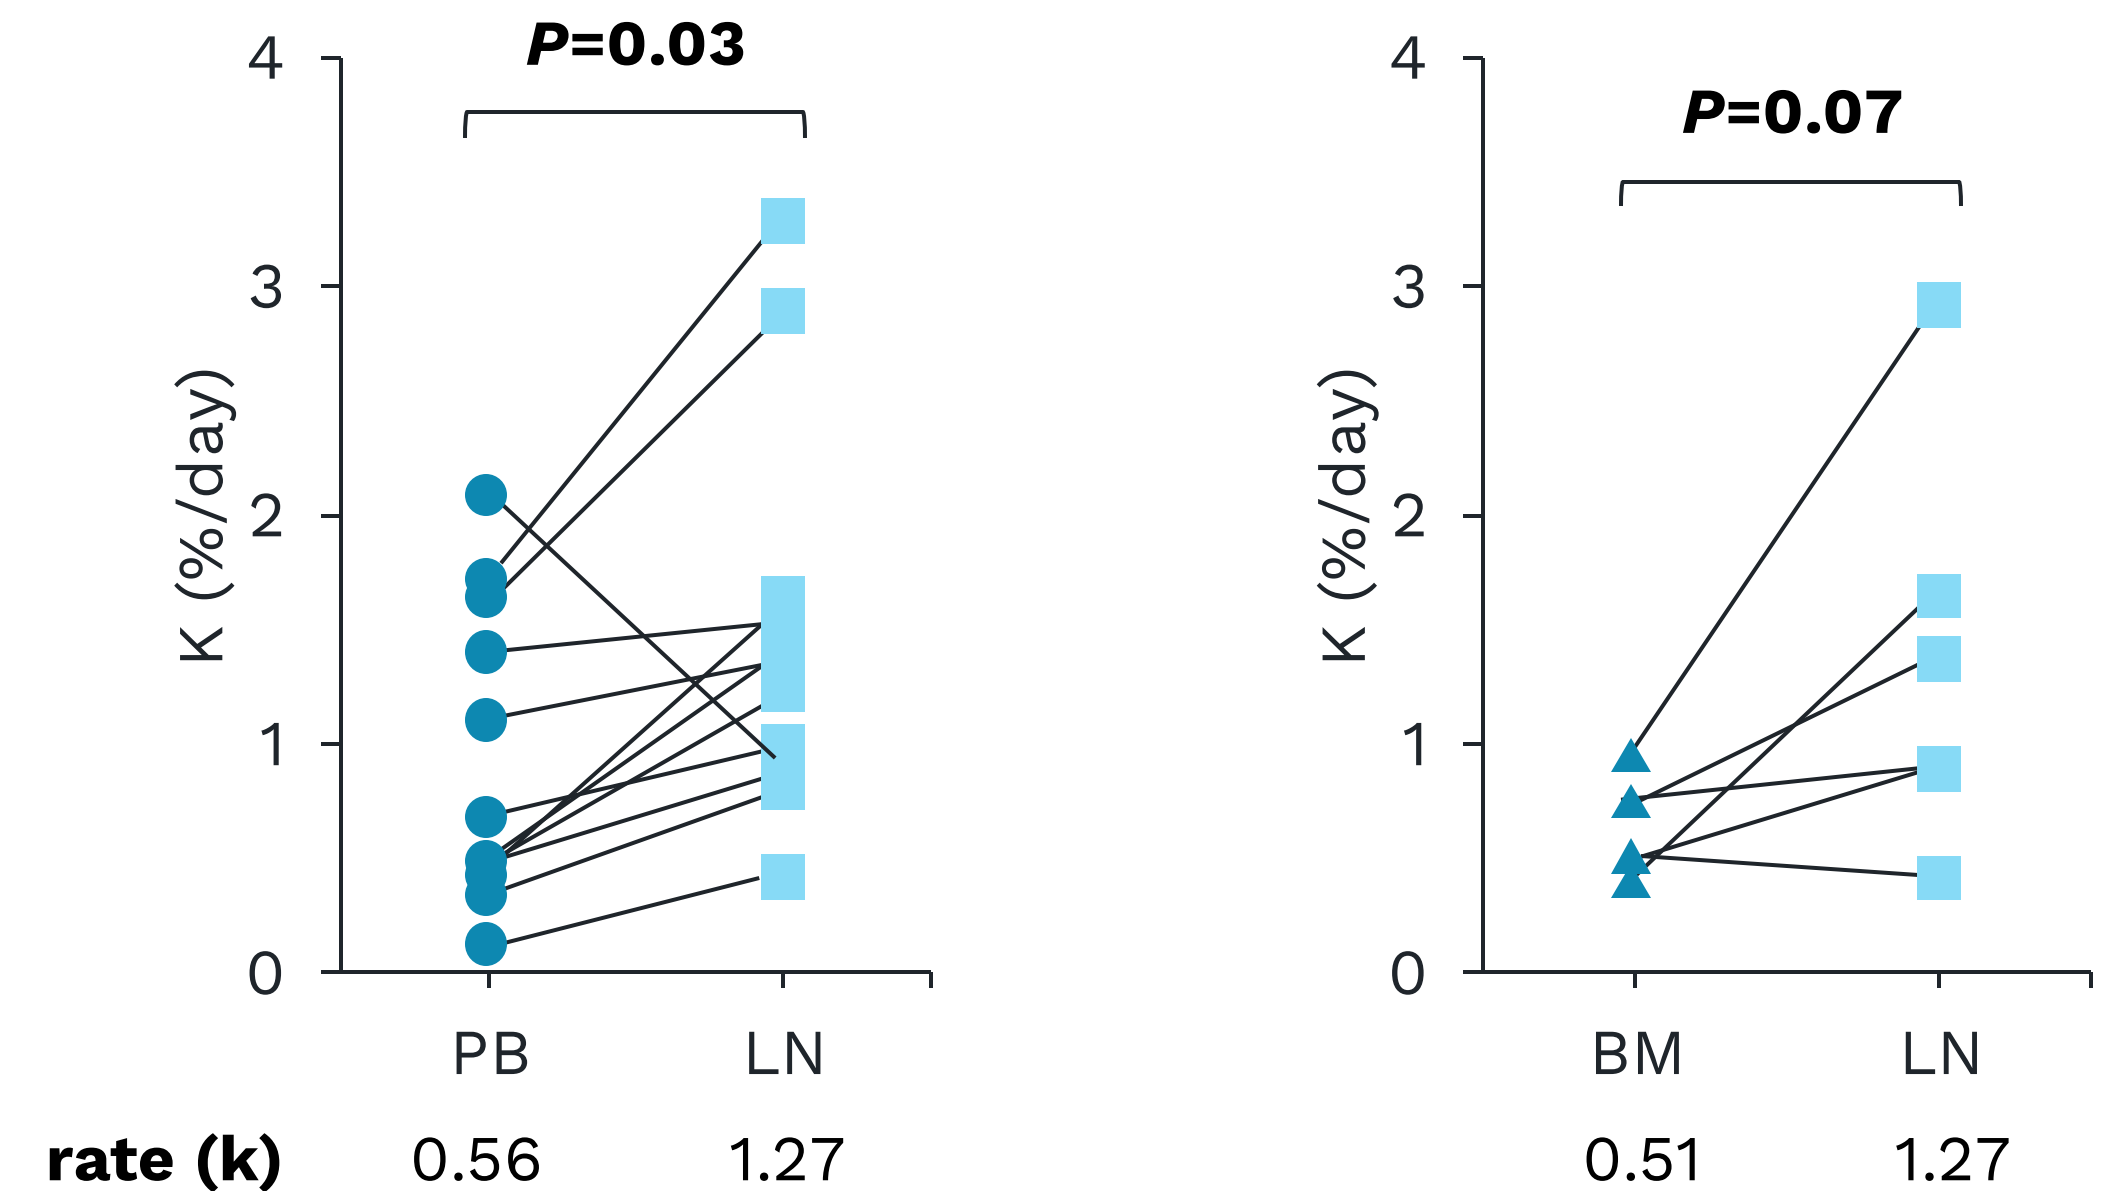 P=0.03
4
3
2
1
0
K (%/day)
PB LN
rate (k) 0.56 1.27
P=0.07
4
3
2
1
0
K (%/day)
BM LN
0.51 1.27